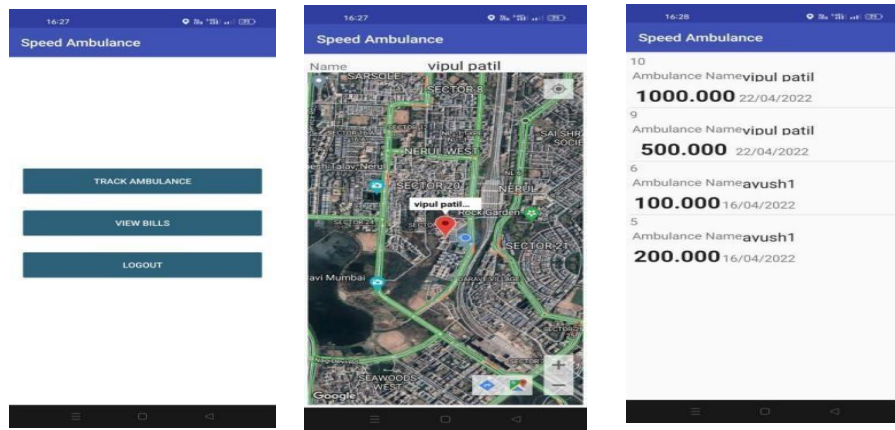 16:27
Speed Ambulance
TRACK AMBULANCE
VIEW BILLS
LOGOUT
16:27
Speed Ambulance
Name vipul patil
SARSOLE
SECTOR 8
NERUL WEST
SECTOR 20
NERUL
vipul patil...
Rock Garden
SECTOR 21
avi Mumbai
DARAVE VILLAGE
SEAWOODS
WEST
Google
16:28
Speed Ambulance
10
Ambulance Namevipul patil
1000.000 22/04/2022
9
Ambulance Namevipul patil
500.000 22/04/2022
6
Ambulance Nameayush1
100.000 16/04/2022
5
Ambulance Nameayush1
200.000 16/04/2022